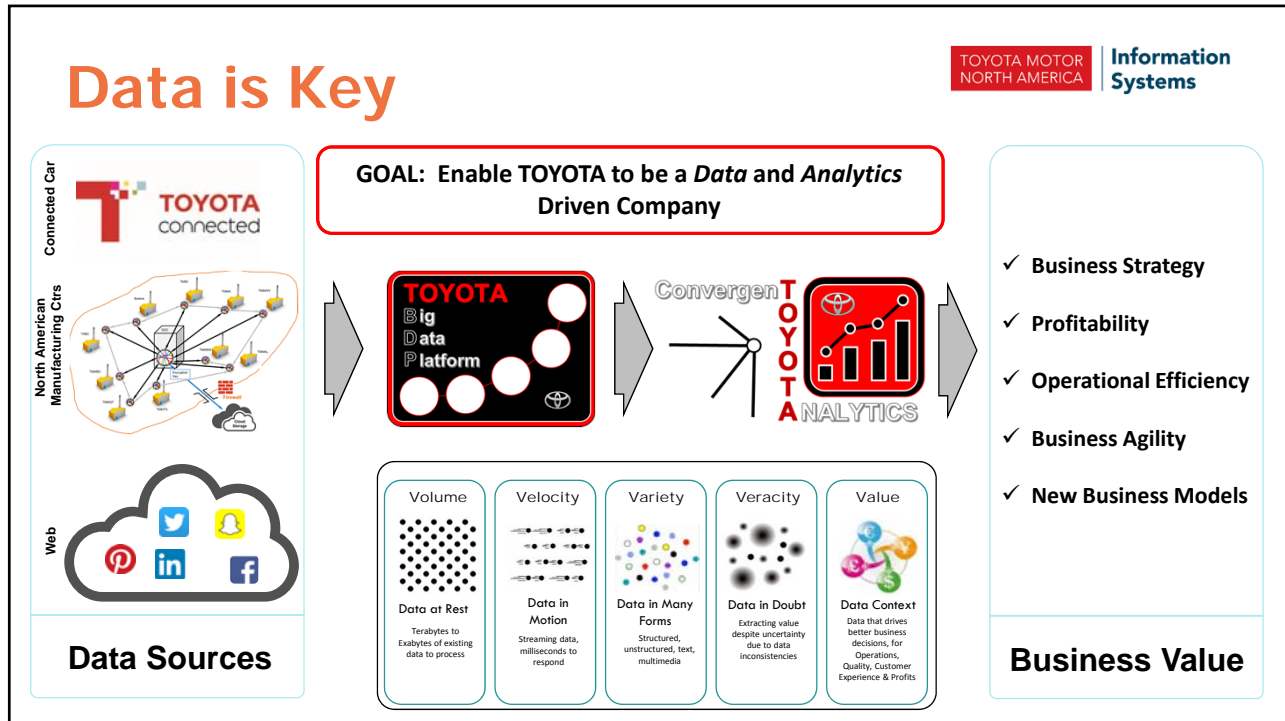 Data is Key
TOYOTA MOTOR
NORTH AMERICA
Information
Systems
Connected Car
TOYOTA
connected
North American
Manufacturing Ctrs
Firewall
Cloud
Storage
Web
Data Sources
GOAL: Enable TOYOTA to be a Data and Analytics
Driven Company
TOYOTA
Big
Data
Platform
Convergen
TOYOTA
ANALYTICS
Volume
Data at Rest
Terabytes to
Exabytes of existing
data to process
Velocity
Data in
Motion
Streaming data,
milliseconds to
respond
Variety
Data in Many
Forms
Structured,
unstructured, text,
multimedia
Veracity
Data in Doubt
Extracting value
despite uncertainty
due to data
inconsistencies
Value
Data Context
Data that drives
better business
decisions, for
Operations,
Quality, Customer
Experience & Profits
✓ Business Strategy
✓ Profitability
✓ Operational Efficiency
✓ Business Agility
✓ New Business Models
Business Value